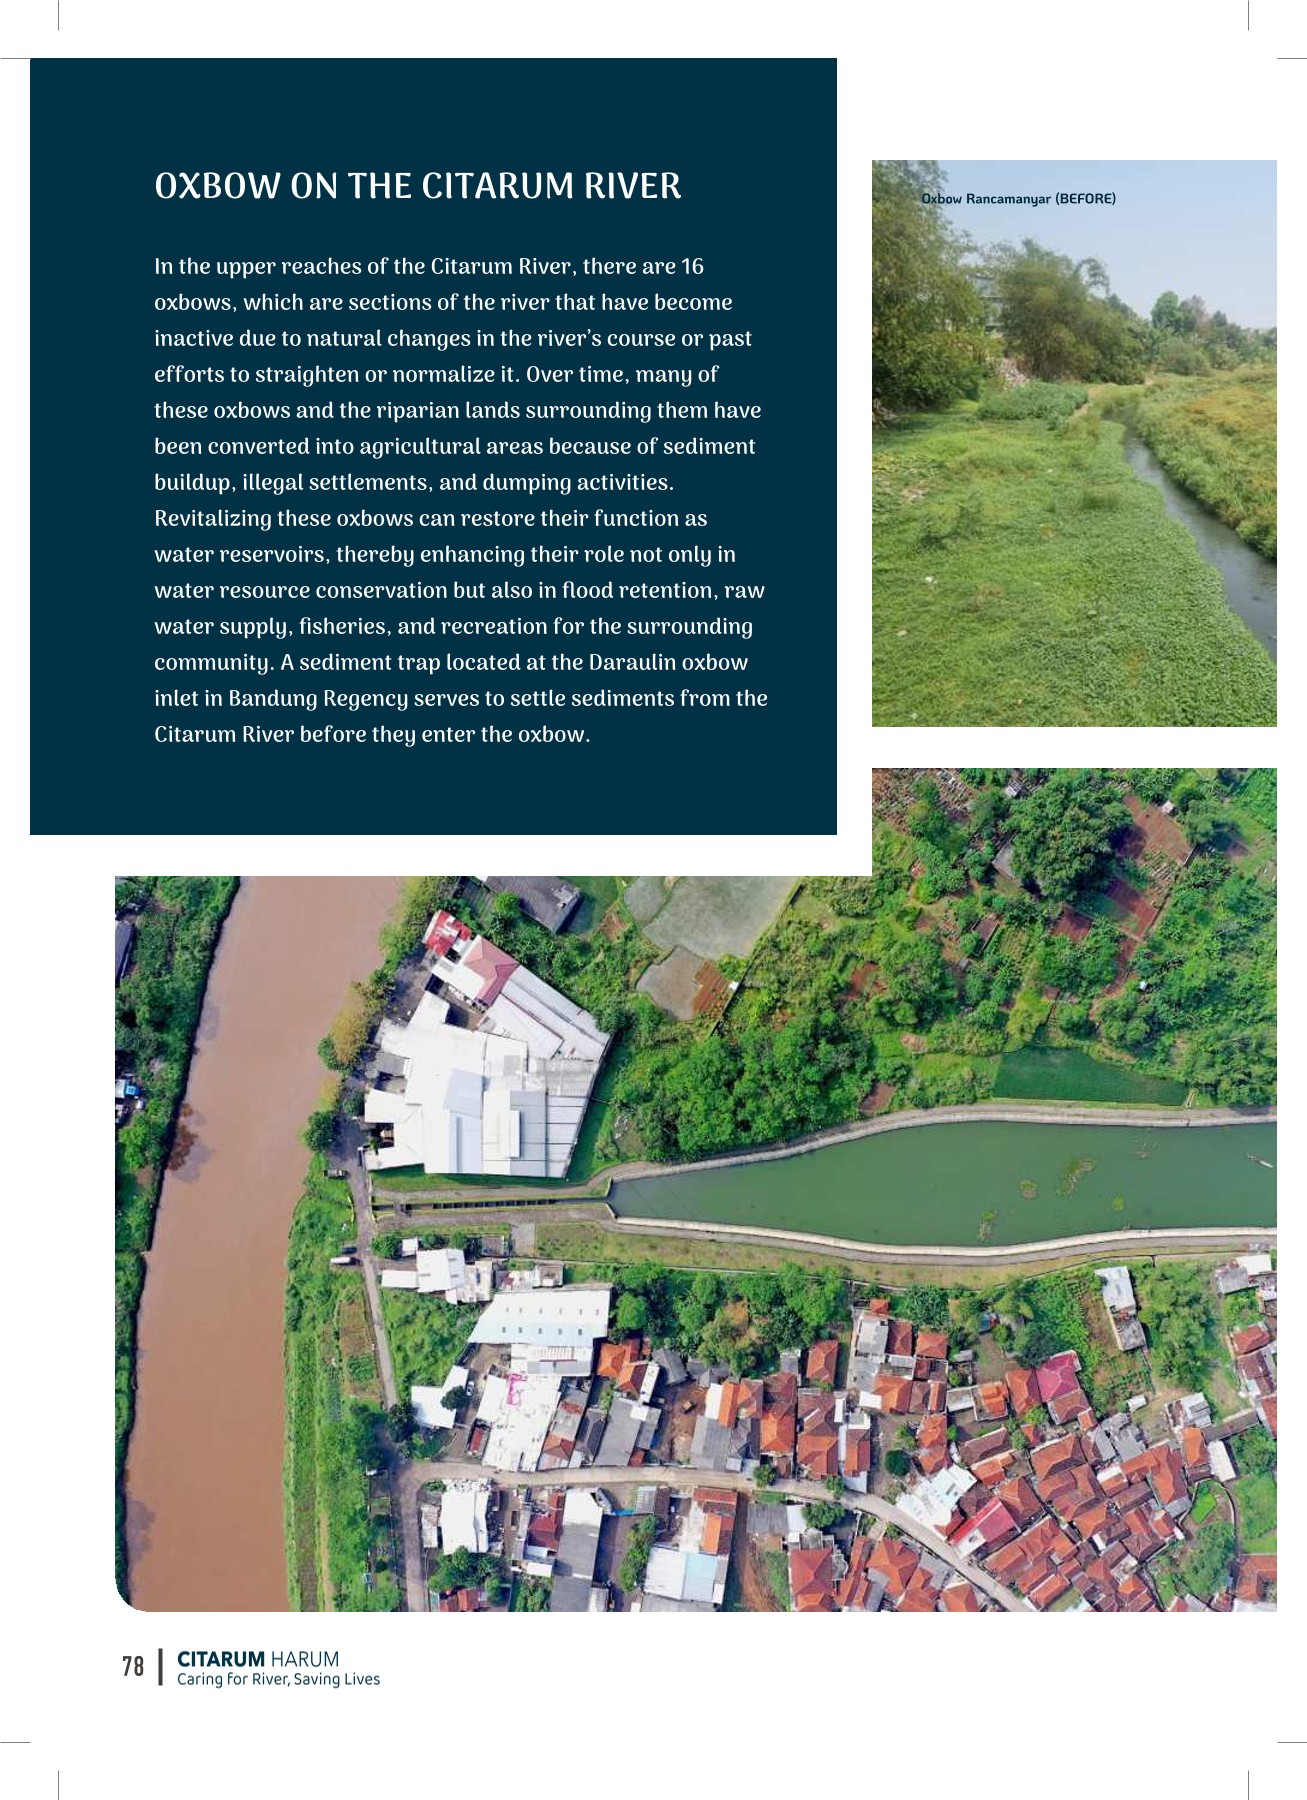 OXBOW ON THE CITARUM RIVER
In the upper reaches of the Citarum River, there are 16
oxbows, which are sections of the river that have become
inactive due to natural changes in the river’s course or past
efforts to straighten or normalize it. Over time, many of
these oxbows and the riparian lands surrounding them have
been converted into agricultural areas because of sediment
buildup, illegal settlements, and dumping activities.
Revitalizing these oxbows can restore their function as
water reservoirs, thereby enhancing their role not only in
water resource conservation but also in flood retention, raw
water supply, fisheries, and recreation for the surrounding
community. A sediment trap located at the Daraulin oxbow
inlet in Bandung Regency serves to settle sediments from the
Citarum River before they enter the oxbow.
Oxbow Rancamanyar (BEFORE)
78
CITARUM HARUM
Caring for River, Saving Lives